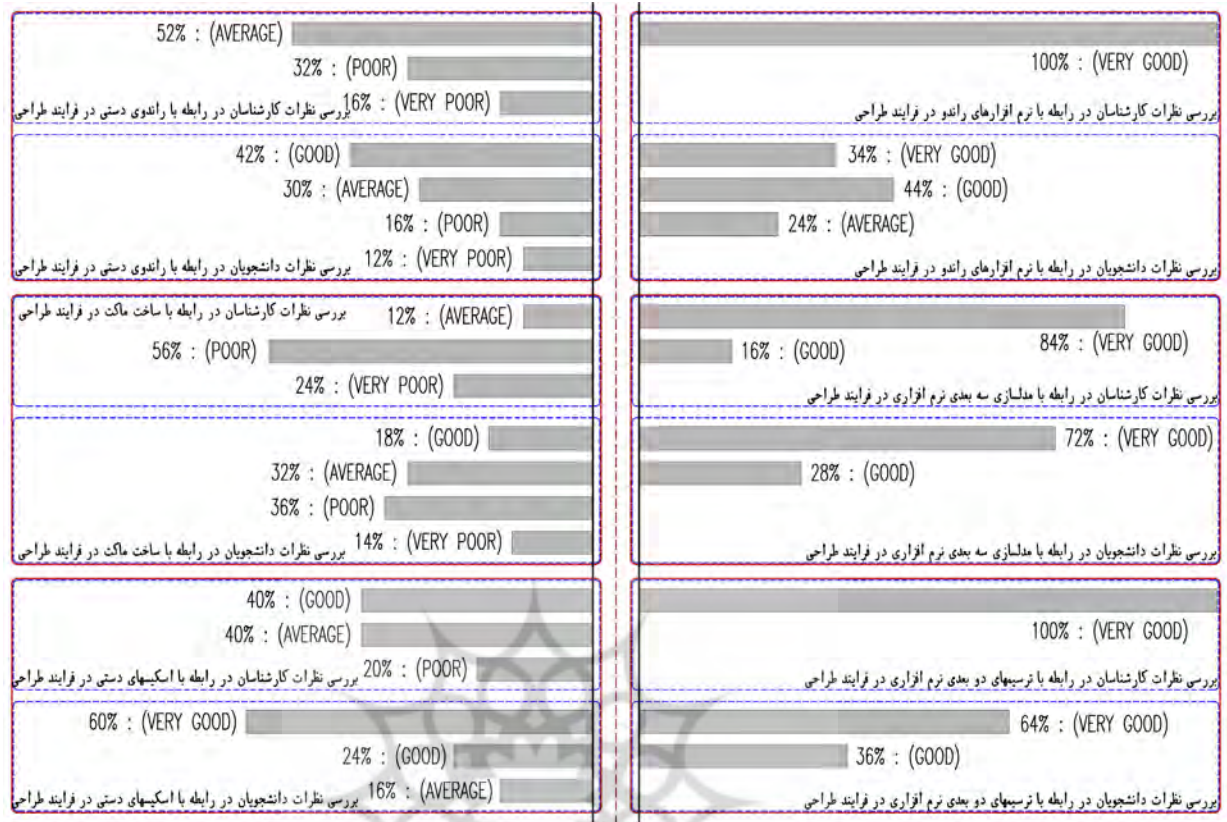 52% : (AVERAGE)
32% : (POOR)
16% : (VERY POOR)
بررسی نظرات کارشناسان در رابطه با راندوی دستی در فرایند طراحی
100% : (VERY GOOD)
بررسی نظرات کارشناسان در رابطه با نرم افزارهای راندو در فرایند طراحی
42% : (GOOD)
30% : (AVERAGE)
16% : (POOR)
12% : (VERY POOR)
بررسی نظرات دانشجویان در رابطه با راندوی دستی در فرایند طراحی
34% : (VERY GOOD)
44% : (GOOD)
24% : (AVERAGE)
بررسی نظرات دانشجویان در رابطه با نرم افزارهای راندو در فرایند طراحی
بررسی نظرات کارشناسان در رابطه با ساخت ماکت در فرایند طراحی
12% : (AVERAGE)
56% : (POOR)
24% : (VERY POOR)
84% : (VERY GOOD)
16% : (GOOD)
بررسی نظرات کارشناسان در رابطه با مدلسازی سه بعدی نرم افزاری در فرایند طراحی
18% : (GOOD)
32% : (AVERAGE)
36% : (POOR)
14% : (VERY POOR)
بررسی نظرات دانشجویان در رابطه با ساخت ماکت در فرایند طراحی
72% : (VERY GOOD)
28% : (GOOD)
بررسی نظرات دانشجویان در رابطه با مدلسازی سه بعدی نرم افزاری در فرایند طراحی
40% : (GOOD)
40% : (AVERAGE)
20% : (POOR)
بررسی نظرات کارشناسان در رابطه با اسکیسهای دستی در فرایند طراحی
100% : (VERY GOOD)
بررسی نظرات کارشناسان در رابطه با ترسیمهای دو بعدی نرم افزاری در فرایند طراحی
60% : (VERY GOOD)
24% : (GOOD)
16% : (AVERAGE)
بررسی نظرات دانشجویان در رابطه با اسکیسهای دستی در فرایند طراحی
64% : (VERY GOOD)
36% : (GOOD)
بررسی نظرات دانشجویان در رابطه با ترسیمهای دو بعدی نرم افزاری در فرایند طراحی